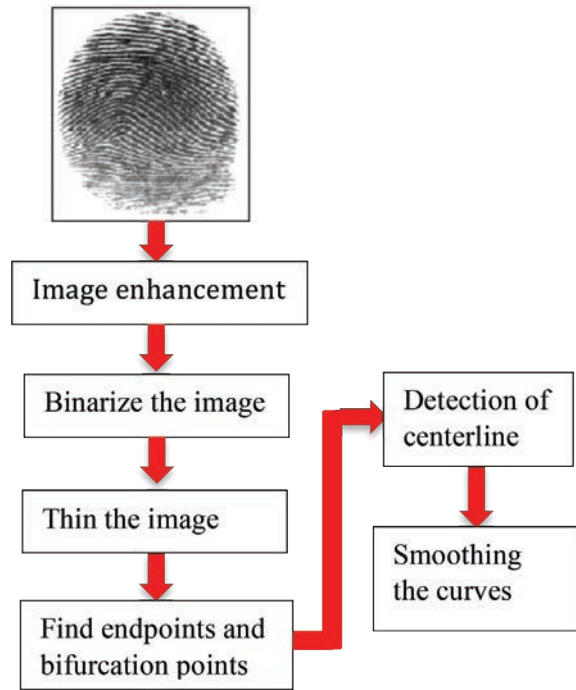 Image enhancement
Binarize the image
Thin the image
Find endpoints and
bifurcation points
Detection of
centerline
Smoothing
the curves